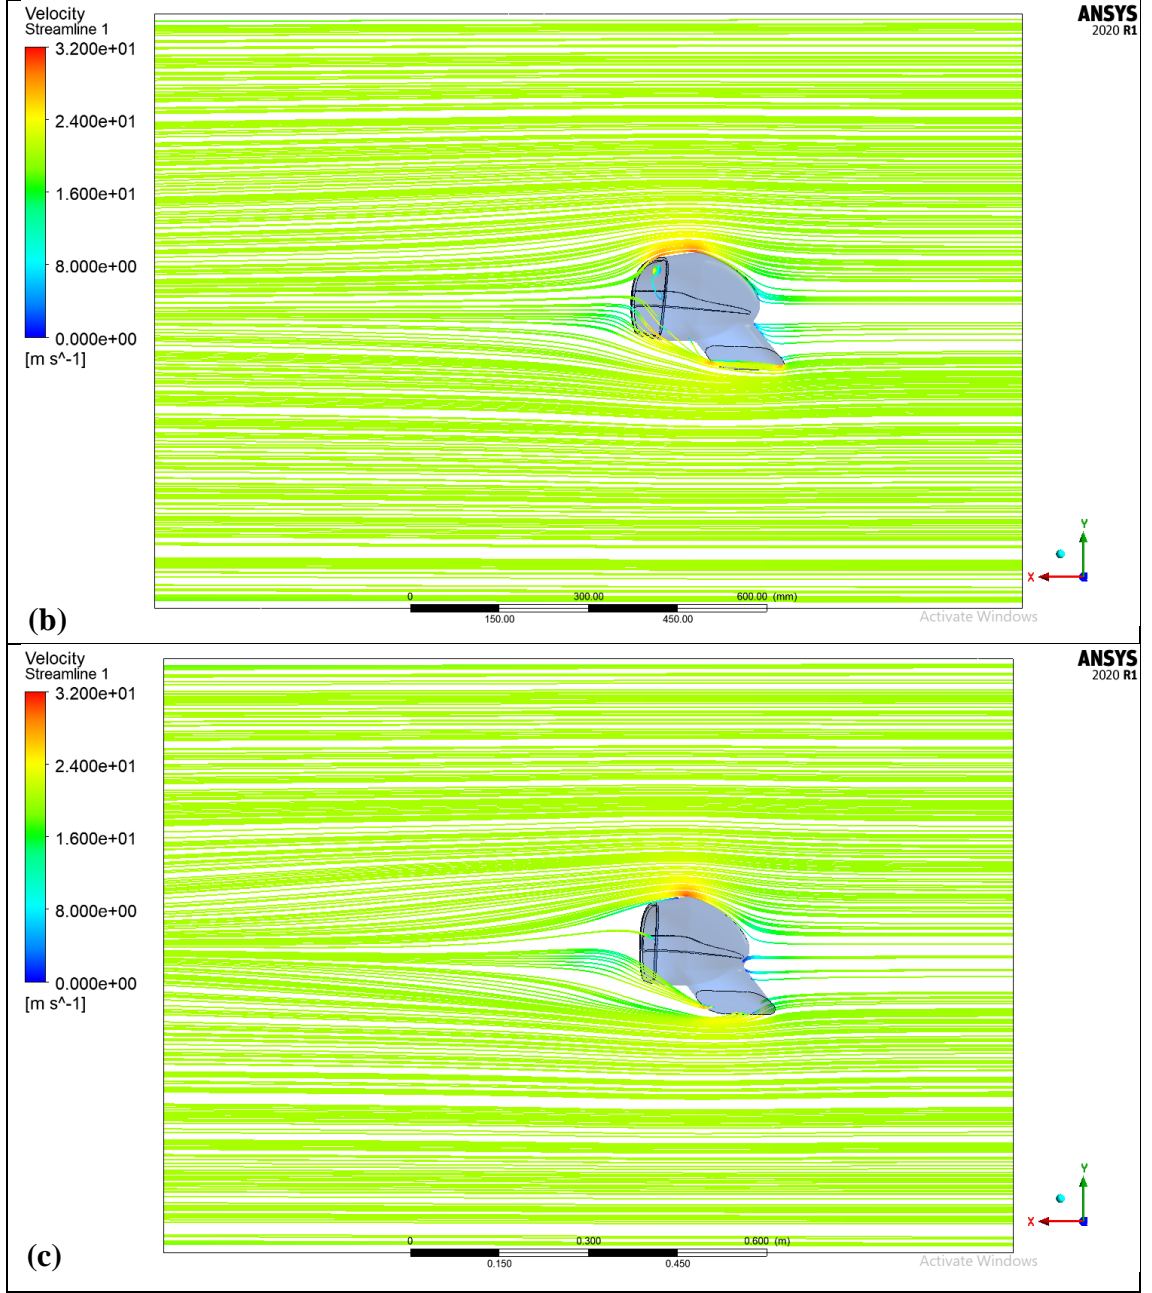 Velocity
Streamline 1
ANSYS
2020 R1
3.200e+01
2.400e+01
1.600e+01
8.000e+00
0.000e+00
[m s^-1]
Y
X
0 300.00 600.00 (mm)
150.00 450.00
Activate Windows
(b)
Velocity
Streamline 1
ANSYS
2020 R1
3.200e+01
2.400e+01
1.600e+01
8.000e+00
0.000e+00
[m s^-1]
Y
X
0 0.300 0.600 (m)
0.150 0.450
Activate Windows
(c)